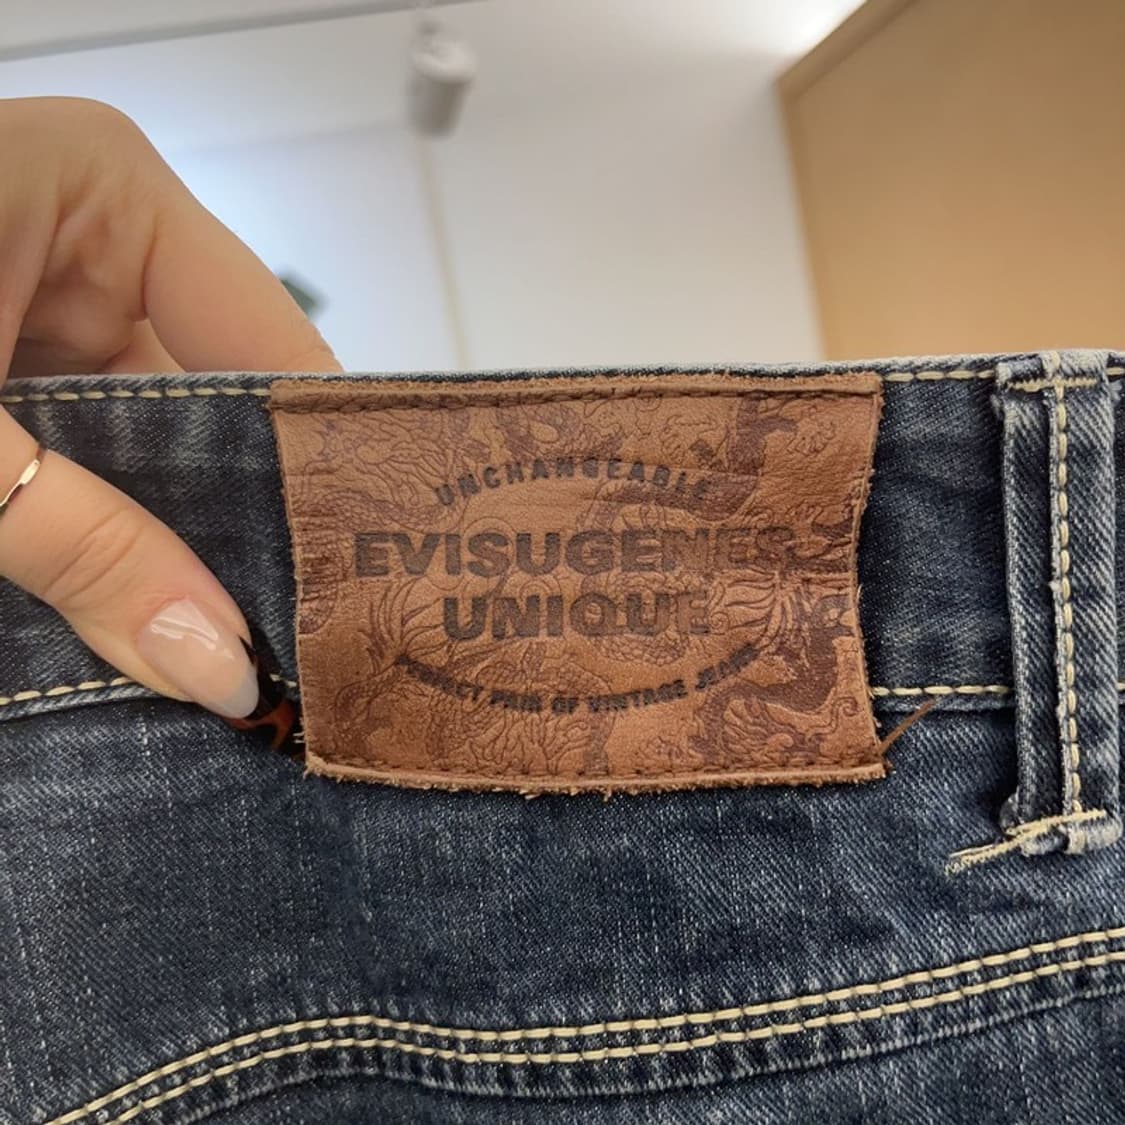 UNCHANGEABLE
EVISUGENES
UNIQUE
PERFECT PAIR OF VINTAGE JEANS